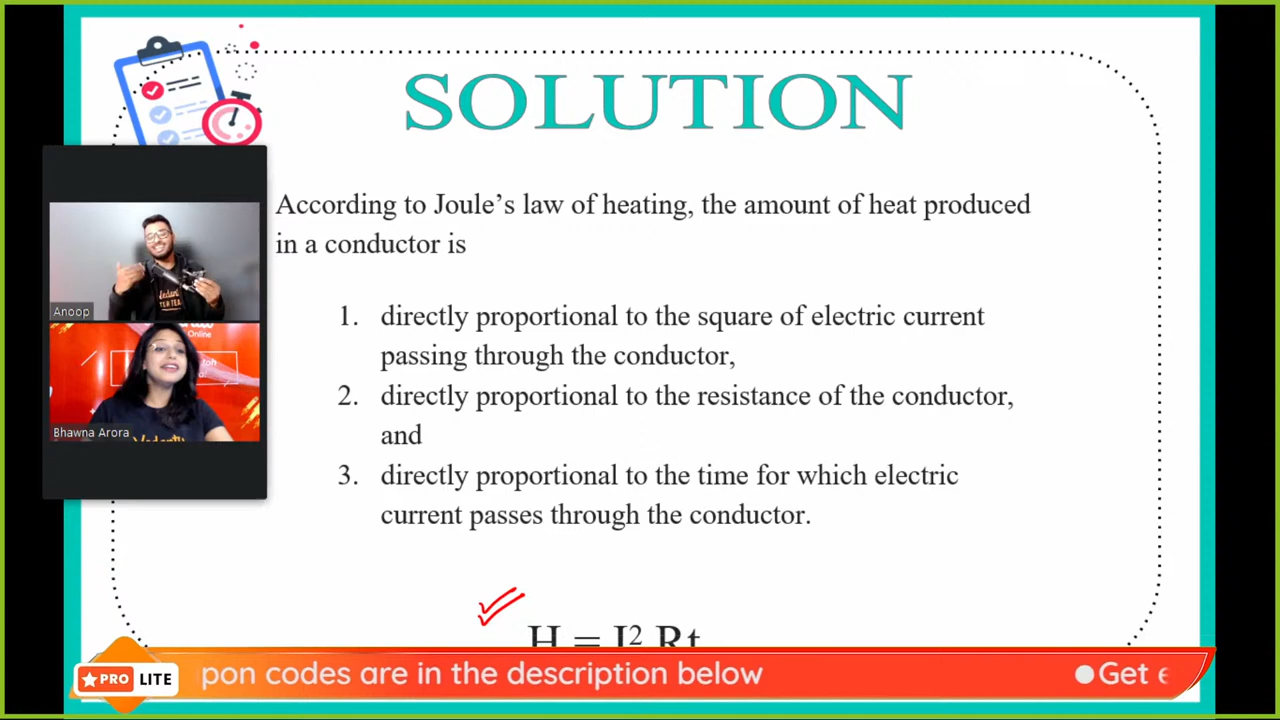 SOLUTION
According to Joule’s law of heating, the amount of heat produced
in a conductor is
1. directly proportional to the square of electric current
passing through the conductor,
2. directly proportional to the resistance of the conductor,
and
3. directly proportional to the time for which electric
current passes through the conductor.
H = I² Rt
Anoop
Online
Bhawna Arora
PRO LITE
pon codes are in the description below
Get e